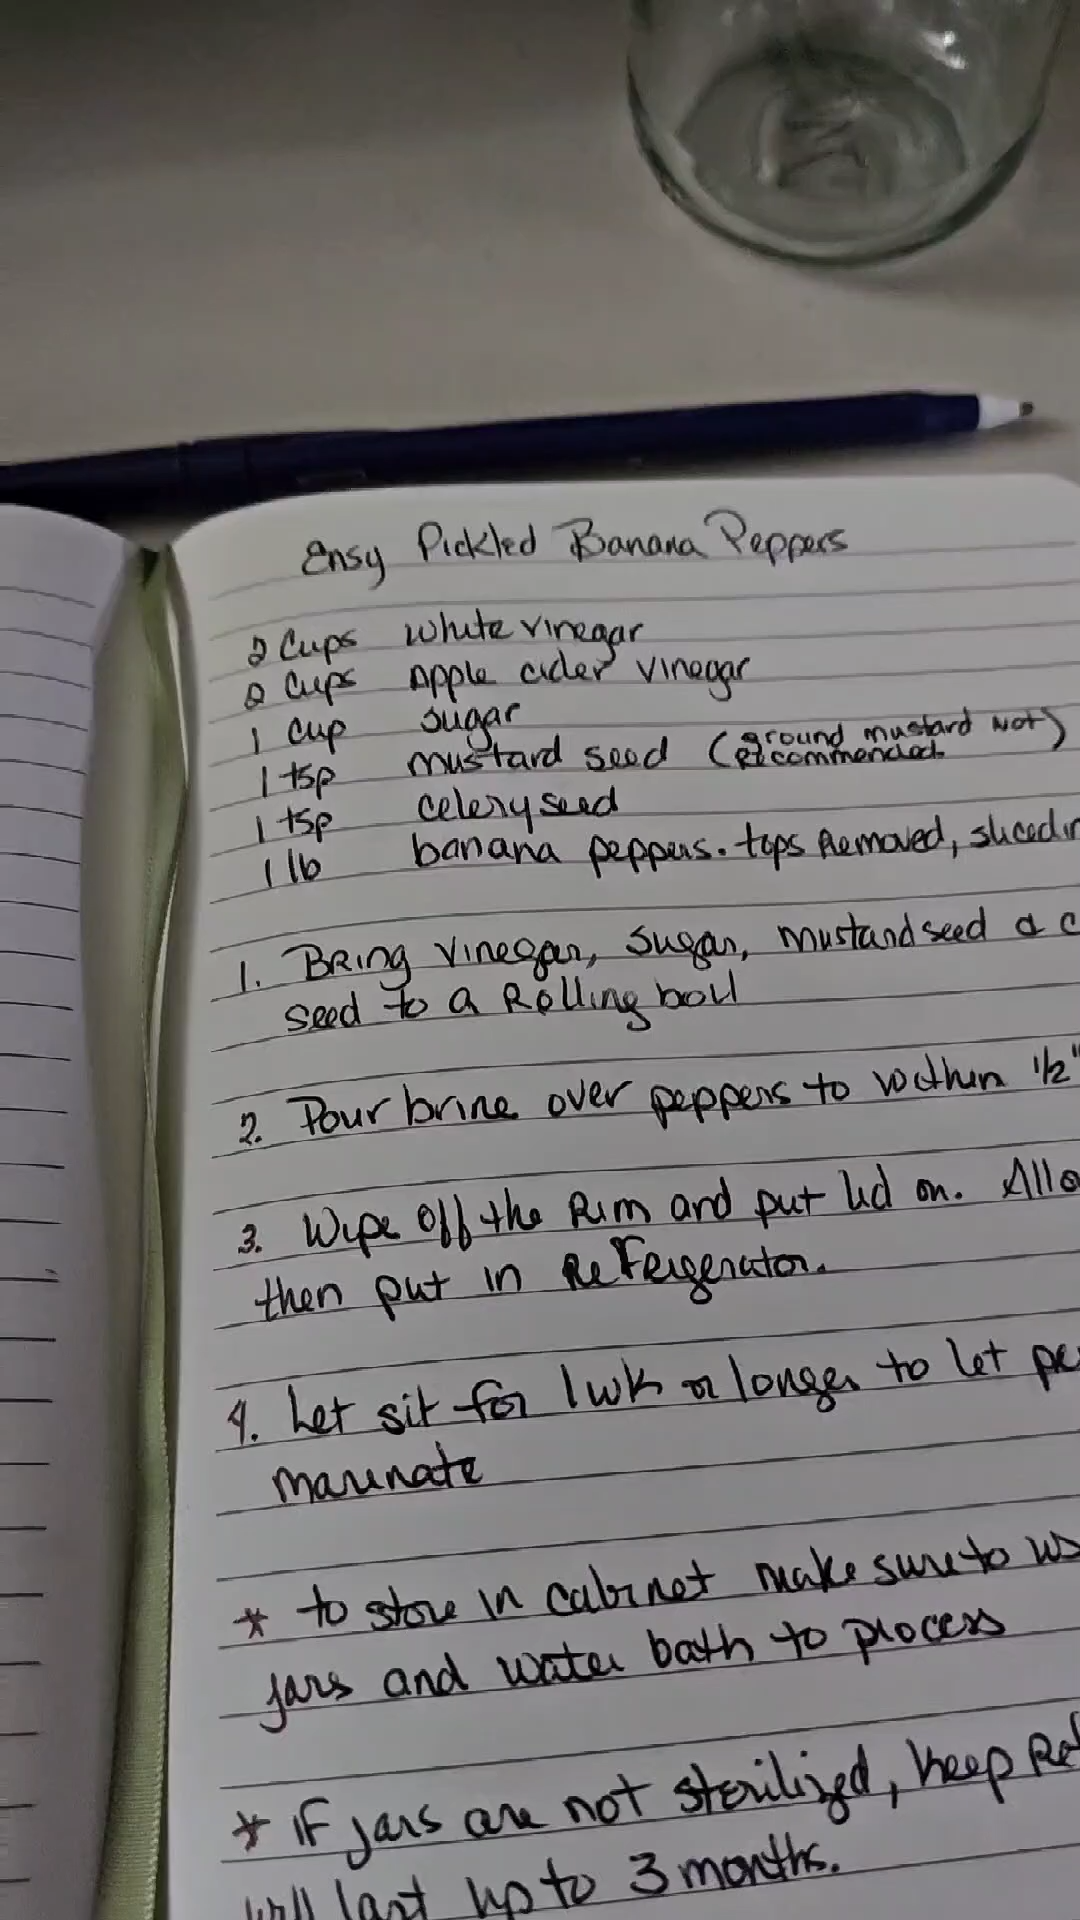 Easy Pickled Banana Peppers
2 Cups white vinegar
2 Cups Apple cider vinegar
1 cup sugar
1 tsp mustard seed (ground mustard not recommended.)
1 tsp celery seed
1 lb banana peppers. tops Removed, sliced in
1. Bring vinegar, sugar, mustard seed & c
seed to a Rolling boil
2. Pour brine over peppers to within 1/2"
3. Wipe off the Rim and put lid on. Allo
then put in Refrigerator.
4. Let sit for 1 wk or longer to let pe
marinate
* to store in cabinet make sure to us
jars and water bath to process
* if jars are not sterilized, keep Ref
will last up to 3 months.